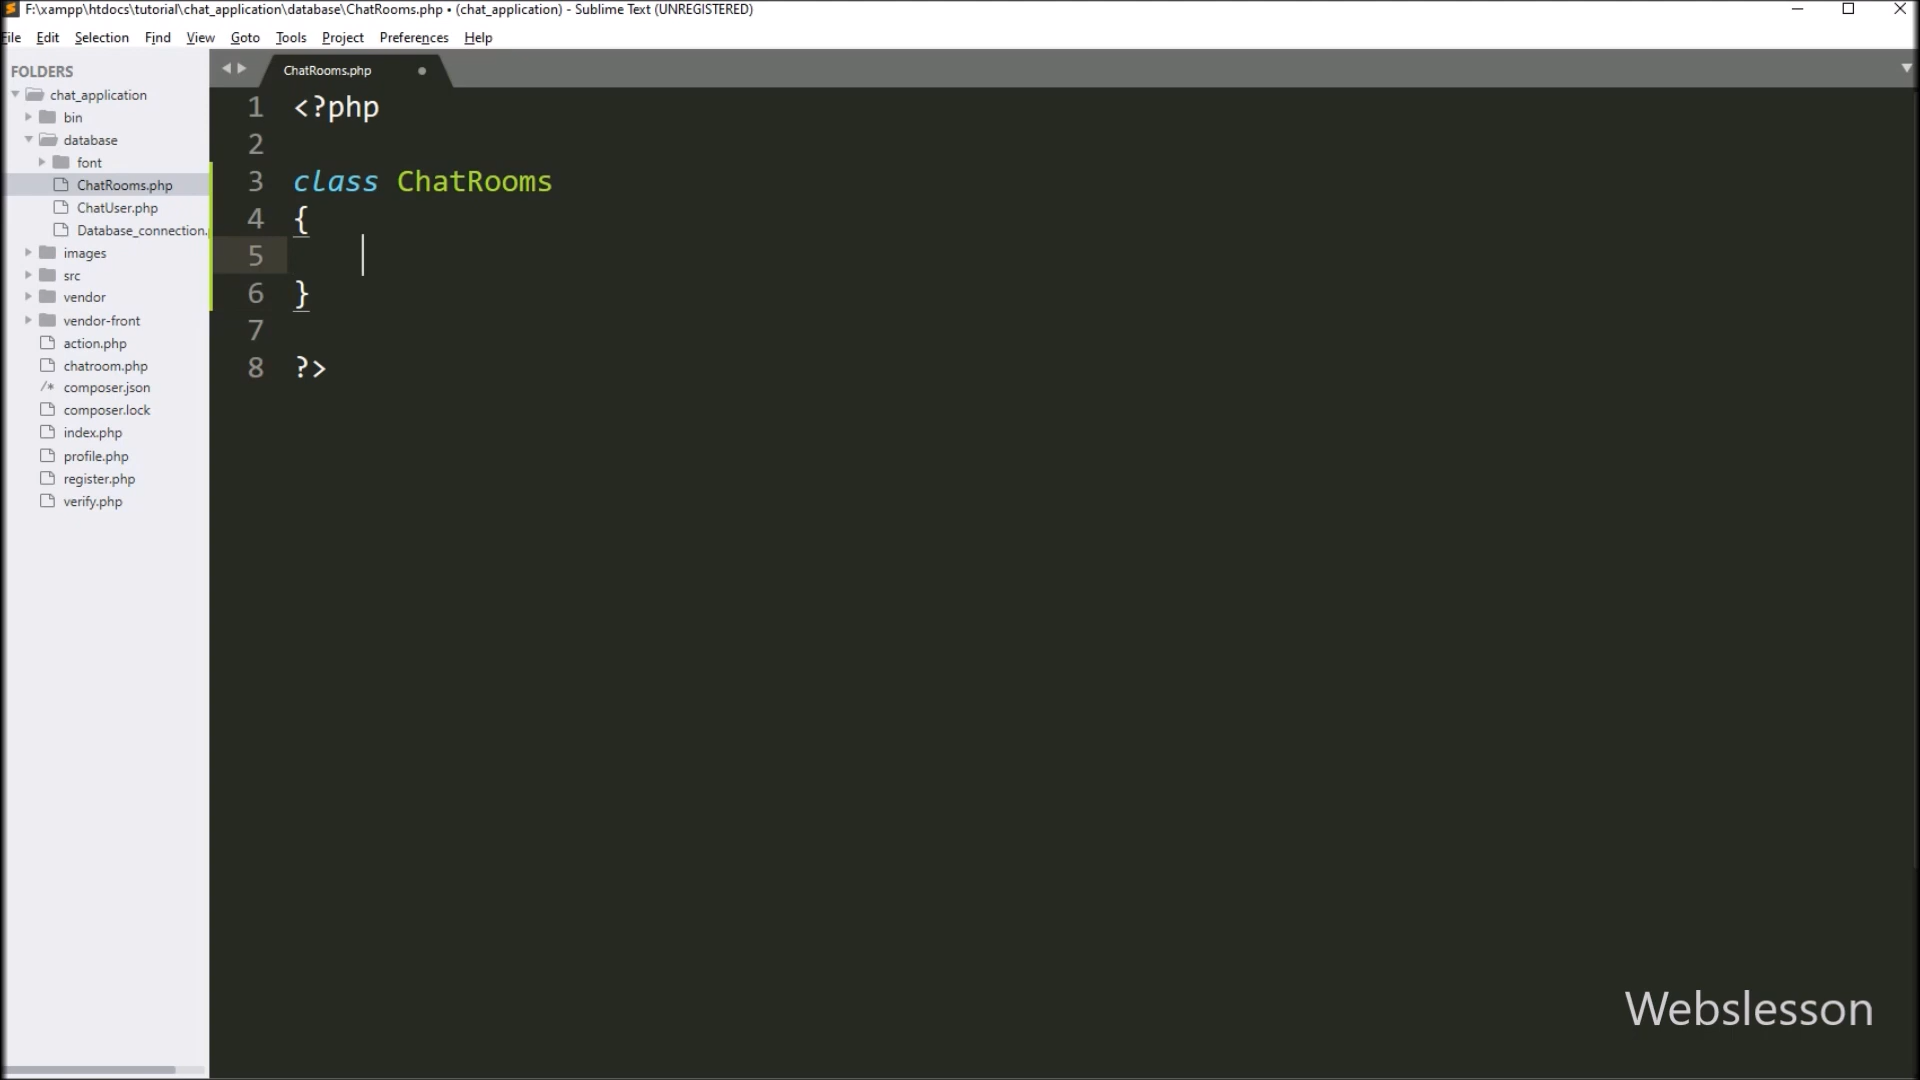 F:\xampp\htdocs\tutorial\chat_application\database\ChatRooms.php • (chat_application) - Sublime Text (UNREGISTERED)
File Edit Selection Find View Goto Tools Project Preferences Help
FOLDERS
chat_application
bin
database
font
ChatRooms.php
ChatUser.php
Database_connection.
images
src
vendor
vendor-front
action.php
chatroom.php
/* composer.json
composer.lock
index.php
profile.php
register.php
verify.php
ChatRooms.php
1 <?php
2
3 class ChatRooms
4 {
5
6 }
7
8 ?>
Webslesson